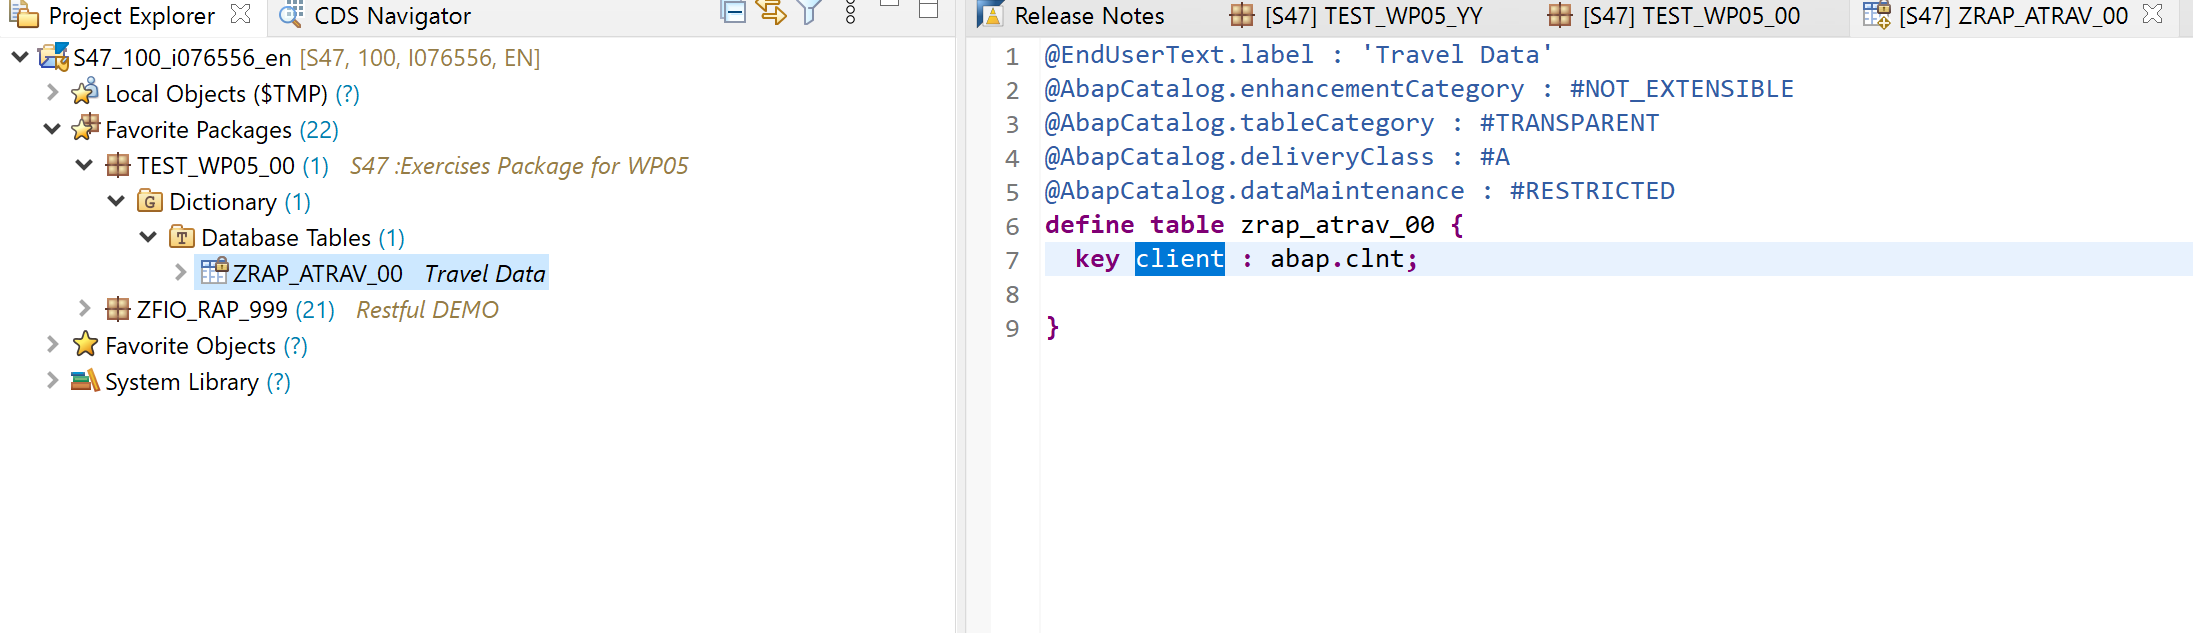 Project Explorer
CDS Navigator
S47_100_i076556_en [S47, 100, I076556, EN]
Local Objects ($TMP) (?)
Favorite Packages (22)
TEST_WP05_00 (1) S47 :Exercises Package for WP05
Dictionary (1)
Database Tables (1)
ZRAP_ATRAV_00 Travel Data
ZFIO_RAP_999 (21) Restful DEMO
Favorite Objects (?)
System Library (?)
Release Notes
[S47] TEST_WP05_YY
[S47] TEST_WP05_00
[S47] ZRAP_ATRAV_00
1 @EndUserText.label : 'Travel Data'
2 @AbapCatalog.enhancementCategory : #NOT_EXTENSIBLE
3 @AbapCatalog.tableCategory : #TRANSPARENT
4 @AbapCatalog.deliveryClass : #A
5 @AbapCatalog.dataMaintenance : #RESTRICTED
6 define table zrap_atrav_00 {
7 key client : abap.clnt;
8
9 }